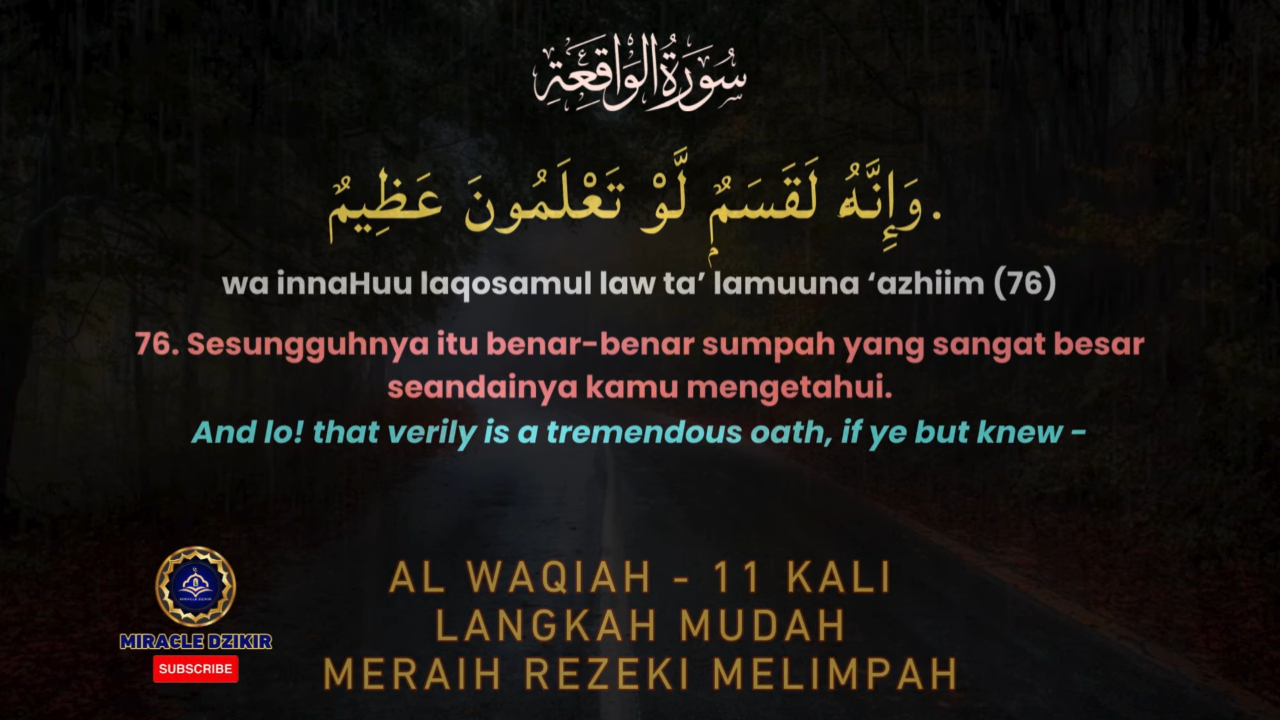 سُورَةُ الوَاقِعَةِ
وَإِنَّهُ لَقَسَمٌ لَّوْ تَعْلَمُونَ عَظِيمٌ.
wa innaHuu laqosamul law ta’ lamuuna ‘azhiim (76)
76. Sesungguhnya itu benar-benar sumpah yang sangat besar
seandainya kamu mengetahui.
And lo! that verily is a tremendous oath, if ye but knew -
AL WAQIAH - 11 KALI
LANGKAH MUDAH
MERAIH REZEKI MELIMPAH
MIRACLE DZIKIR
SUBSCRIBE